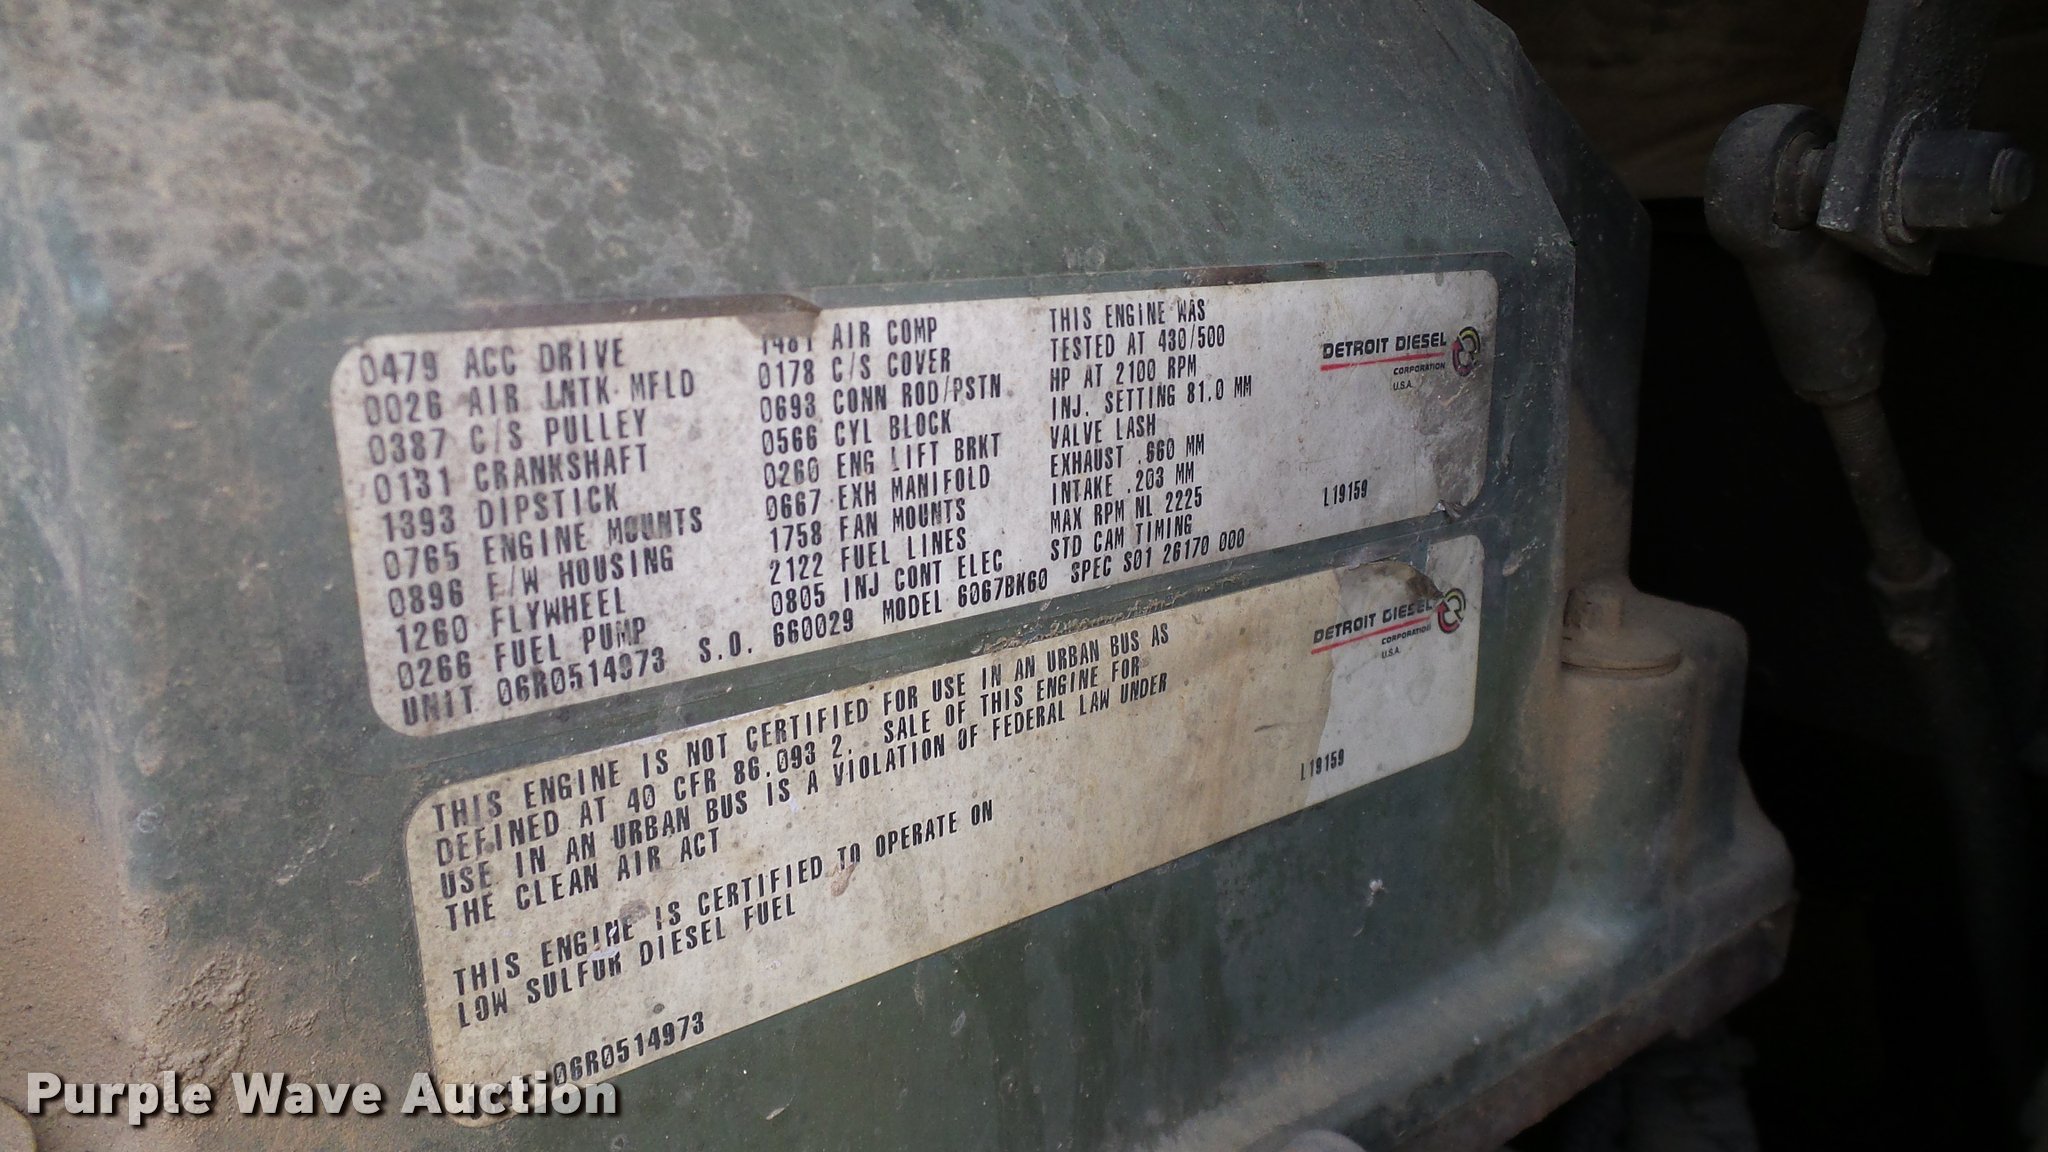 0479 ACC DRIVE
0026 AIR INTK MFLD
0387 C/S PULLEY
0131 CRANKSHAFT
1393 DIPSTICK
0765 ENGINE MOUNTS
0896 F/W HOUSING
1260 FLYWHEEL
0266 FUEL PUMP
1481 AIR COMP
0178 C/S COVER
0693 CONN ROD/PSTN
0566 CYL BLOCK
0260 ENG LIFT BRKT
0667 EXH MANIFOLD
1758 FAN MOUNTS
2122 FUEL LINES
0805 INJ CONT ELEC
THIS ENGINE WAS
TESTED AT 430/500
HP AT 2100 RPM
INJ. SETTING 81.0 MM
VALVE LASH
EXHAUST .660 MM
INTAKE .203 MM
MAX RPM NL 2225
STD CAM TIMING
UNIT 06R0514973 S.O. 660029 MODEL 6067BK60 SPEC S01 26170 000
DETROIT DIESEL
CORPORATION
U.S.A.
L19159
THIS ENGINE IS NOT CERTIFIED FOR USE IN AN URBAN BUS AS
DEFINED AT 40 CFR 86.093 2. SALE OF THIS ENGINE FOR
USE IN AN URBAN BUS IS A VIOLATION OF FEDERAL LAW UNDER
THE CLEAN AIR ACT
THIS ENGINE IS CERTIFIED TO OPERATE ON
LOW SULFUR DIESEL FUEL
06R0514973
DETROIT DIESEL
CORPORATION
U.S.A.
L19159
Purple Wave Auction